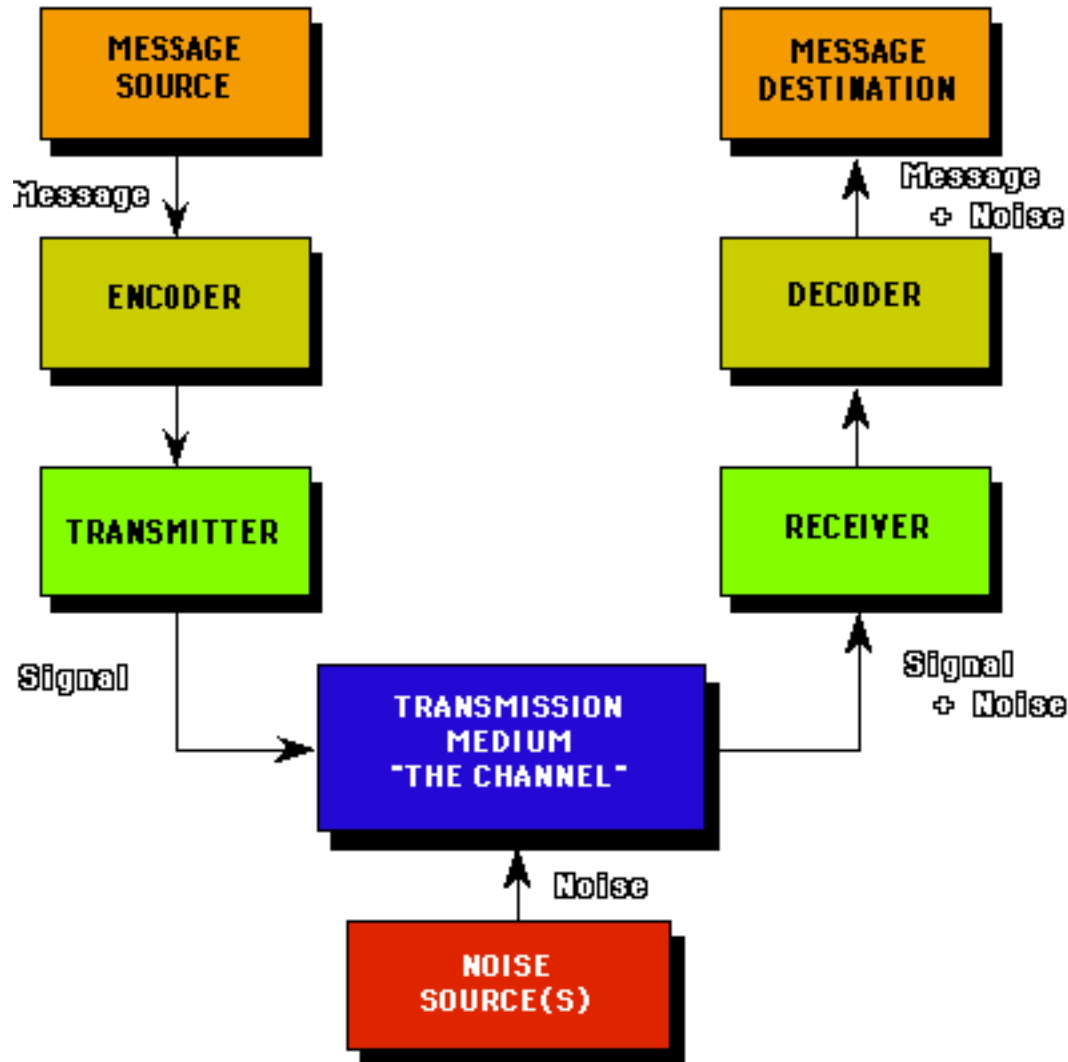 MESSAGE
SOURCE
Message
ENCODER
TRANSMITTER
Signal
TRANSMISSION
MEDIUM
"THE CHANNEL"
Noise
NOISE
SOURCE(S)
Signal
+ Noise
RECEIVER
DECODER
Message
+ Noise
MESSAGE
DESTINATION